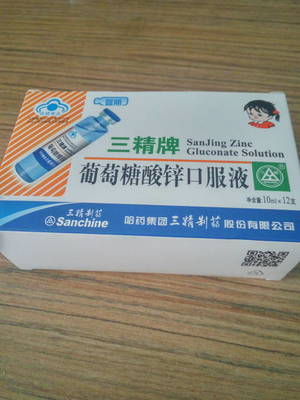 蓝瓶
三精牌
SanJing Zinc
Gluconate Solution
葡萄糖酸锌口服液
净含量:10ml×12支
三精制药
Sanchine
哈药集团三精制药股份有限公司